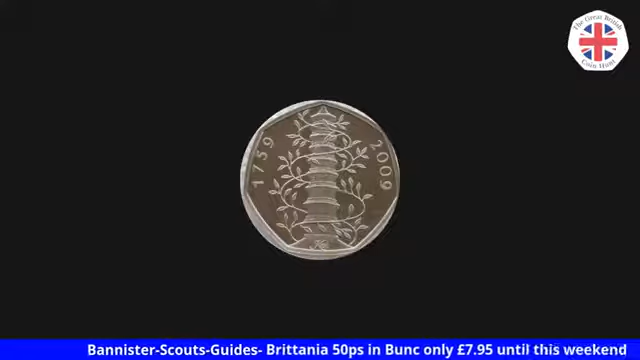 The Great British
Coin Hunt
1759
2009
Bannister-Scouts-Guides- Brittania 50ps in Bunc only £7.95 until this weekend